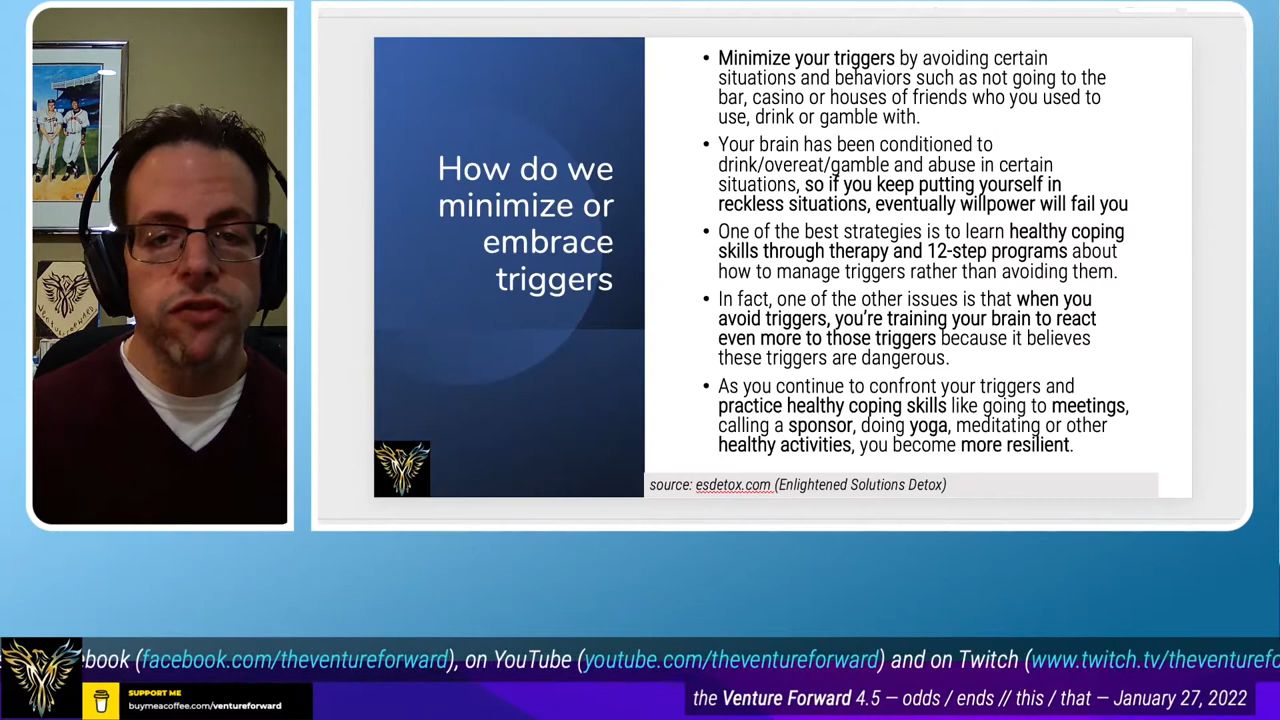 How do we
minimize or
embrace
triggers
• Minimize your triggers by avoiding certain
situations and behaviors such as not going to the
bar, casino or houses of friends who you used to
use, drink or gamble with.
• Your brain has been conditioned to
drink/overeat/gamble and abuse in certain
situations, so if you keep putting yourself in
reckless situations, eventually willpower will fail you
• One of the best strategies is to learn healthy coping
skills through therapy and 12-step programs about
how to manage triggers rather than avoiding them.
• In fact, one of the other issues is that when you
avoid triggers, you're training your brain to react
even more to those triggers because it believes
these triggers are dangerous.
• As you continue to confront your triggers and
practice healthy coping skills like going to meetings,
calling a sponsor, doing yoga, meditating or other
healthy activities, you become more resilient.
source: esdetox.com (Enlightened Solutions Detox)
ebook (facebook.com/theventureforward), on YouTube (youtube.com/theventureforward) and on Twitch (www.twitch.tv/theventurefo
SUPPORT ME
buymeacoffee.com/ventureforward
the Venture Forward 4.5 — odds / ends // this / that — January 27, 2022